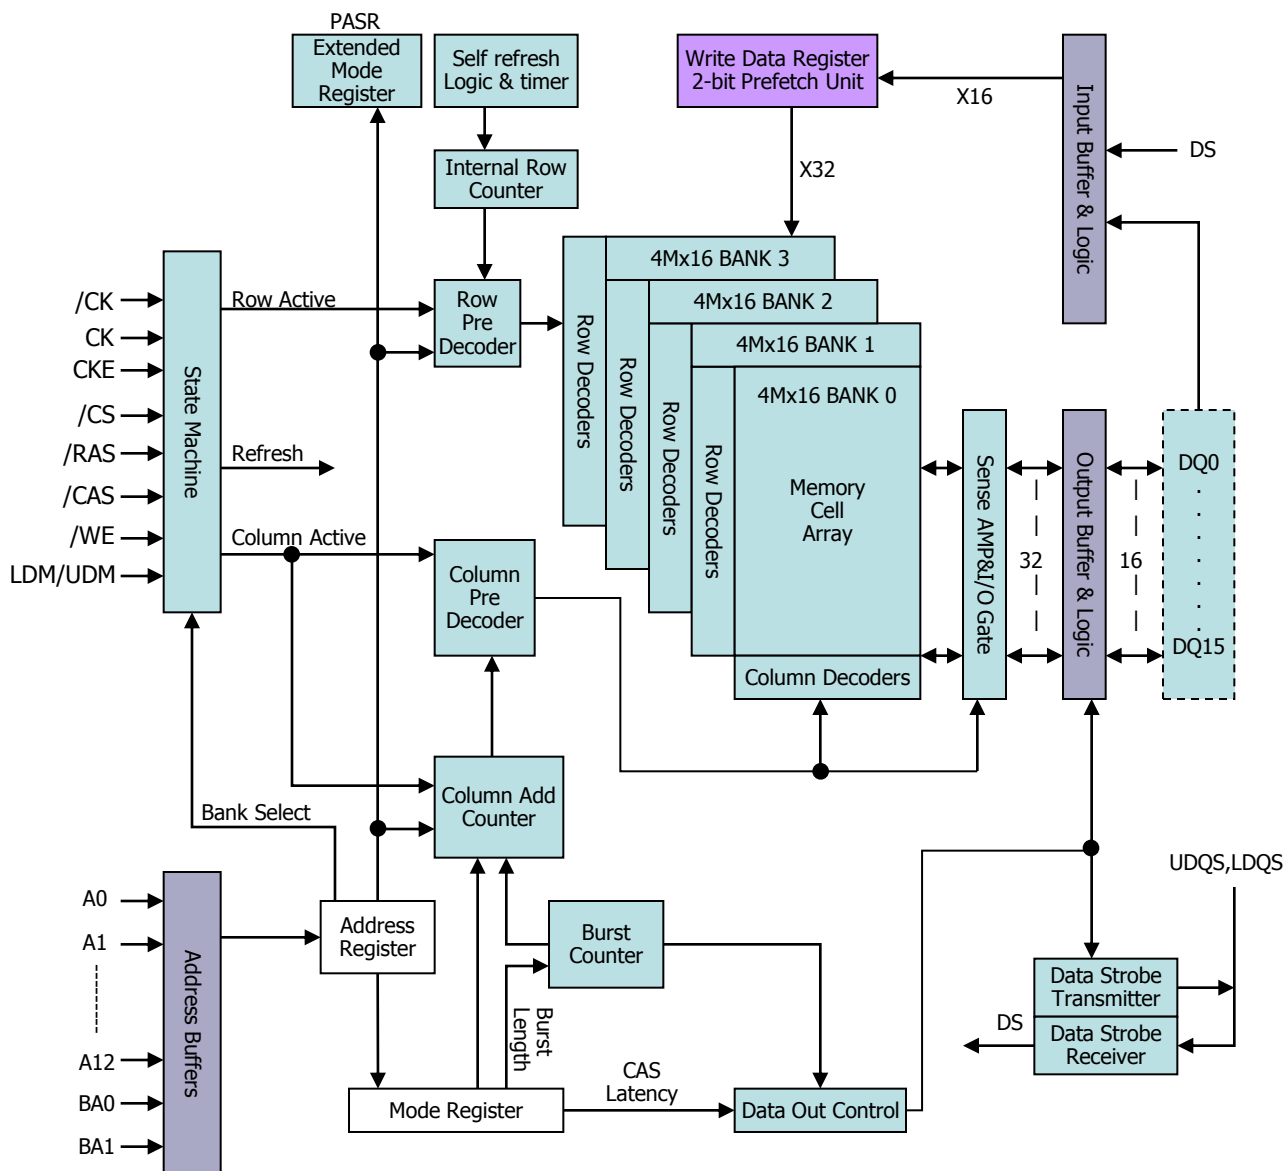 PASR
Extended
Mode
Register
Self refresh
Logic & timer
Write Data Register
2-bit Prefetch Unit
X16
Input Buffer & Logic
DS
Internal Row
Counter
X32
4Mx16 BANK 3
4Mx16 BANK 2
4Mx16 BANK 1
4Mx16 BANK 0
Row Decoders
Row Decoders
Row Decoders
Row Decoders
Memory
Cell
Array
Column Decoders
/CK
CK
CKE
/CS
/RAS
/CAS
/WE
LDM/UDM
State Machine
Row Active
Refresh
Column Active
Row
Pre
Decoder
Column
Pre
Decoder
Sense AMP&I/O Gate
32
Output Buffer & Logic
16
DQ0
.
.
.
.
.
.
.
DQ15
Bank Select
Column Add
Counter
A0
A1
A12
BA0
BA1
Address Buffers
Address
Register
Burst
Counter
Burst
Length
Mode Register
CAS
Latency
Data Out Control
UDQS,LDQS
Data Strobe
Transmitter
Data Strobe
Receiver
DS